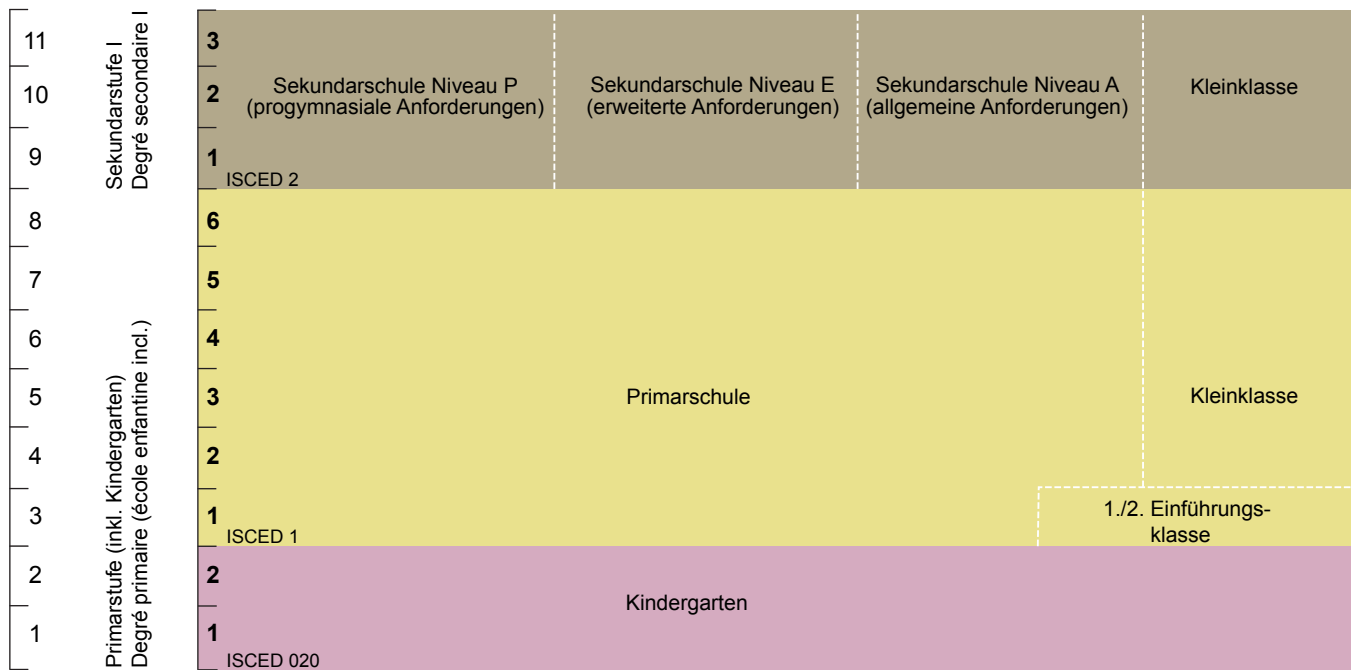 11
Sekundarstufe I
Degré secondaire I
3
10
2
Sekundarschule Niveau P
(progymnasiale Anforderungen)
Sekundarschule Niveau E
(erweiterte Anforderungen)
Sekundarschule Niveau A
(allgemeine Anforderungen)
Kleinklasse
9
1
ISCED 2
8
6
7
5
6
4
Primarstufe (inkl. Kindergarten)
Degré primaire (école enfantine incl.)
5
3
Primarschule
Kleinklasse
4
2
3
1
ISCED 1
1./2. Einführungs-
klasse
2
2
Kindergarten
1
1
ISCED 020